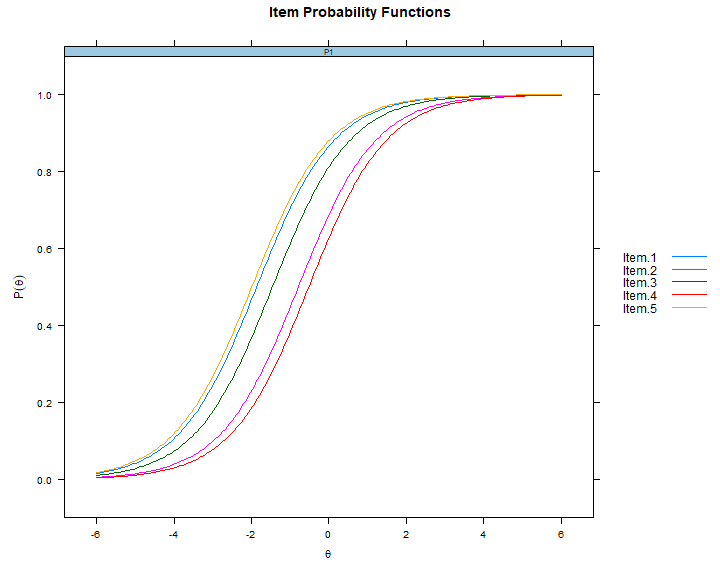 Item Probability Functions
P1
1.0
0.8
0.6
0.4
0.2
0.0
P(θ)
-6 -4 -2 0 2 4 6
θ
Item.1
Item.2
Item.3
Item.4
Item.5